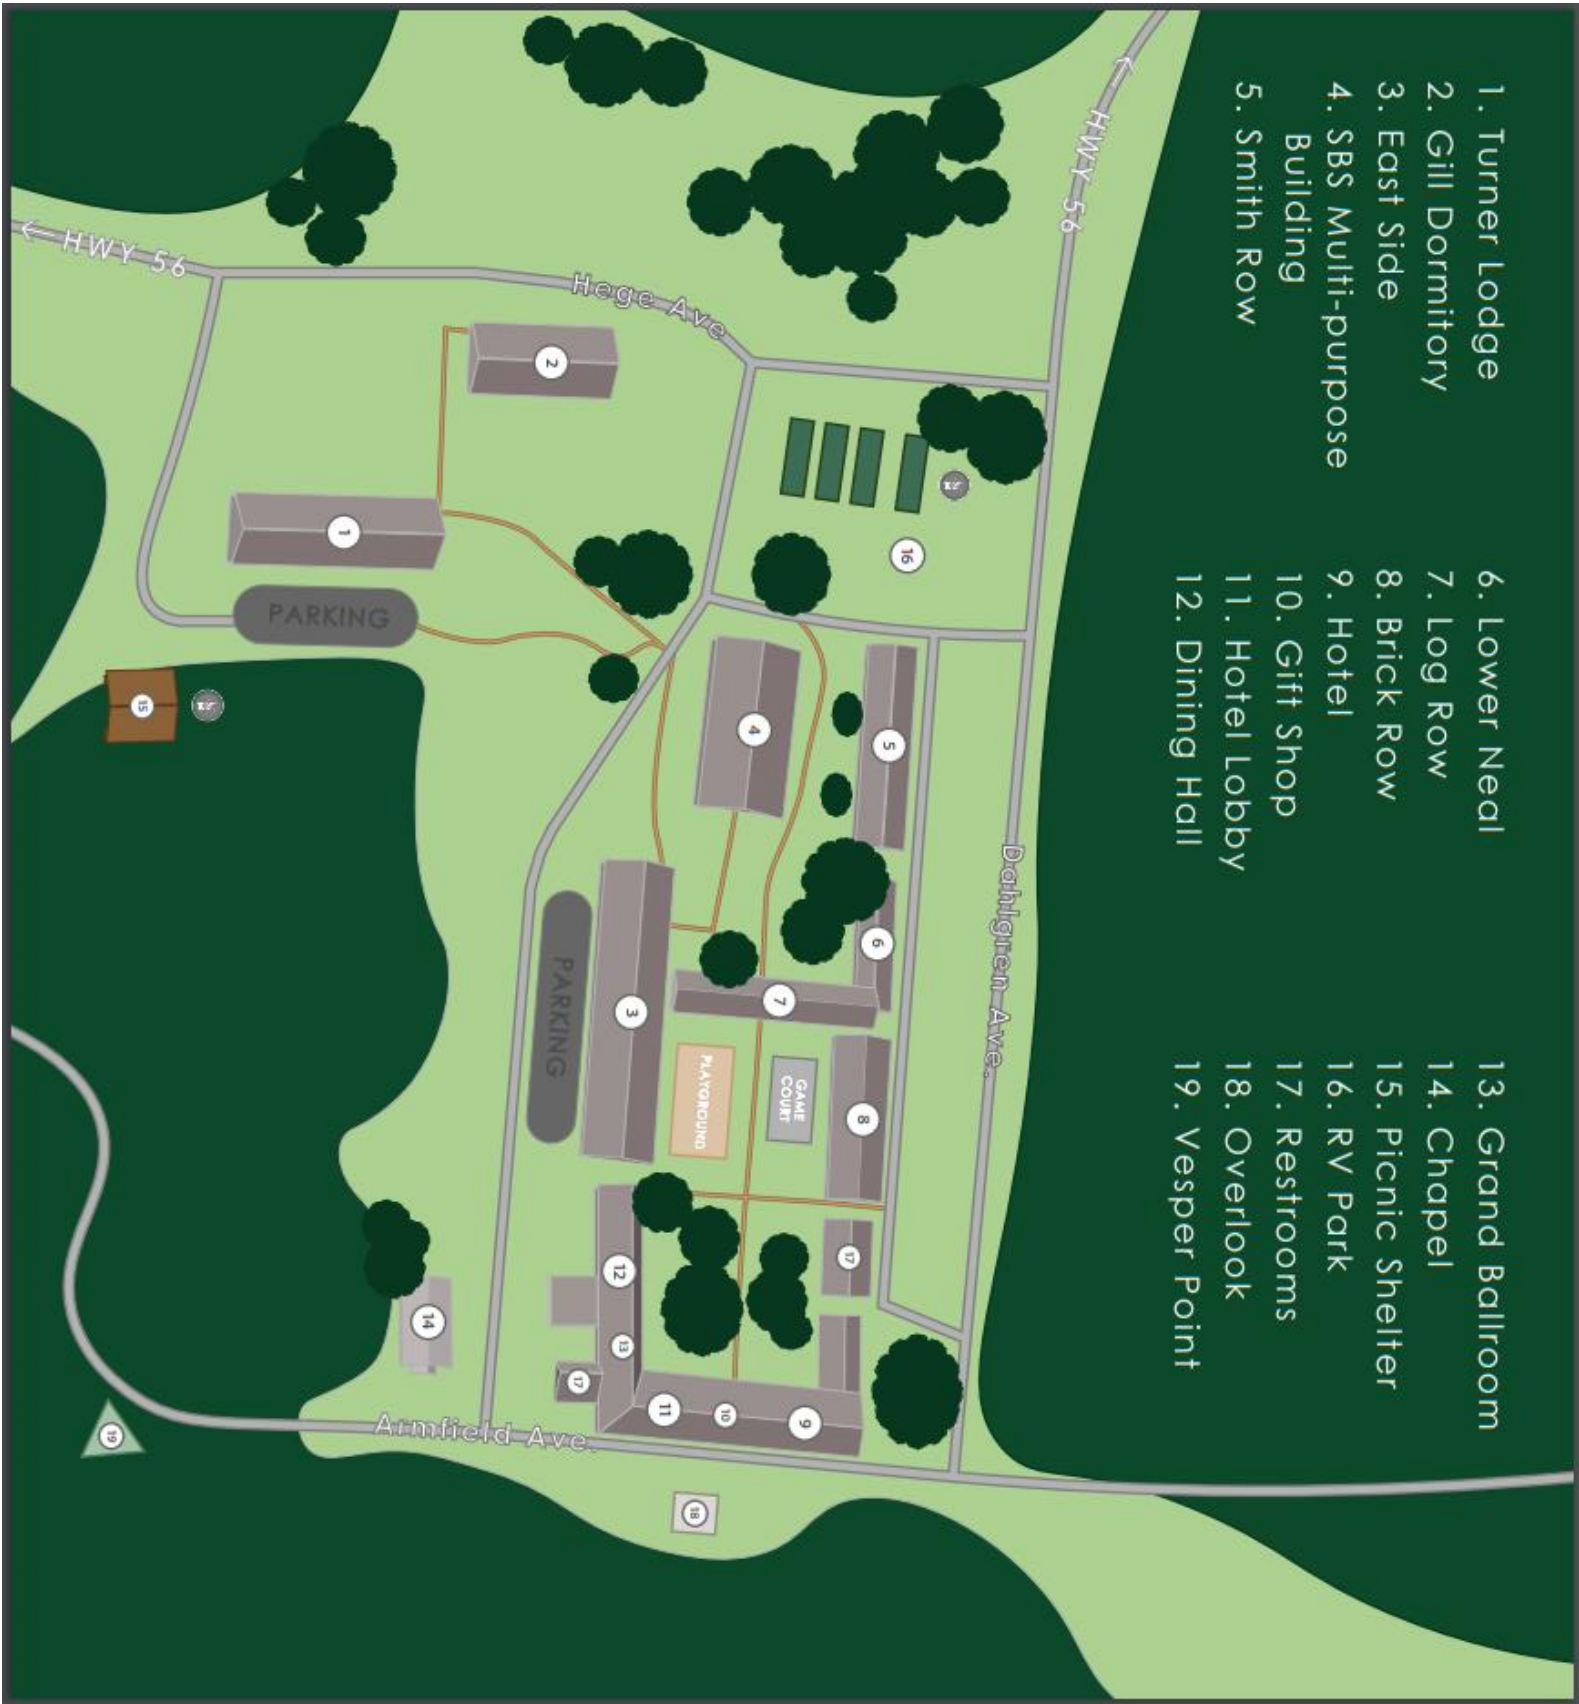 1. Turner Lodge
2. Gill Dormitory
3. East Side
4. SBS Multi-purpose
Building
5. Smith Row
6. Lower Neal
7. Log Row
8. Brick Row
9. Hotel
10. Gift Shop
11. Hotel Lobby
12. Dining Hall
13. Grand Ballroom
14. Chapel
15. Picnic Shelter
16. RV Park
17. Restrooms
18. Overlook
19. Vesper Point
HWY 56
HWY 56
Hege Ave
Dahlgren Ave.
Armfield Ave.
PARKING
PARKING
PLAYGROUND
GAME
COURT
1
2
3
4
5
6
7
8
9
10
11
12
13
14
15
16
17
17
18
19